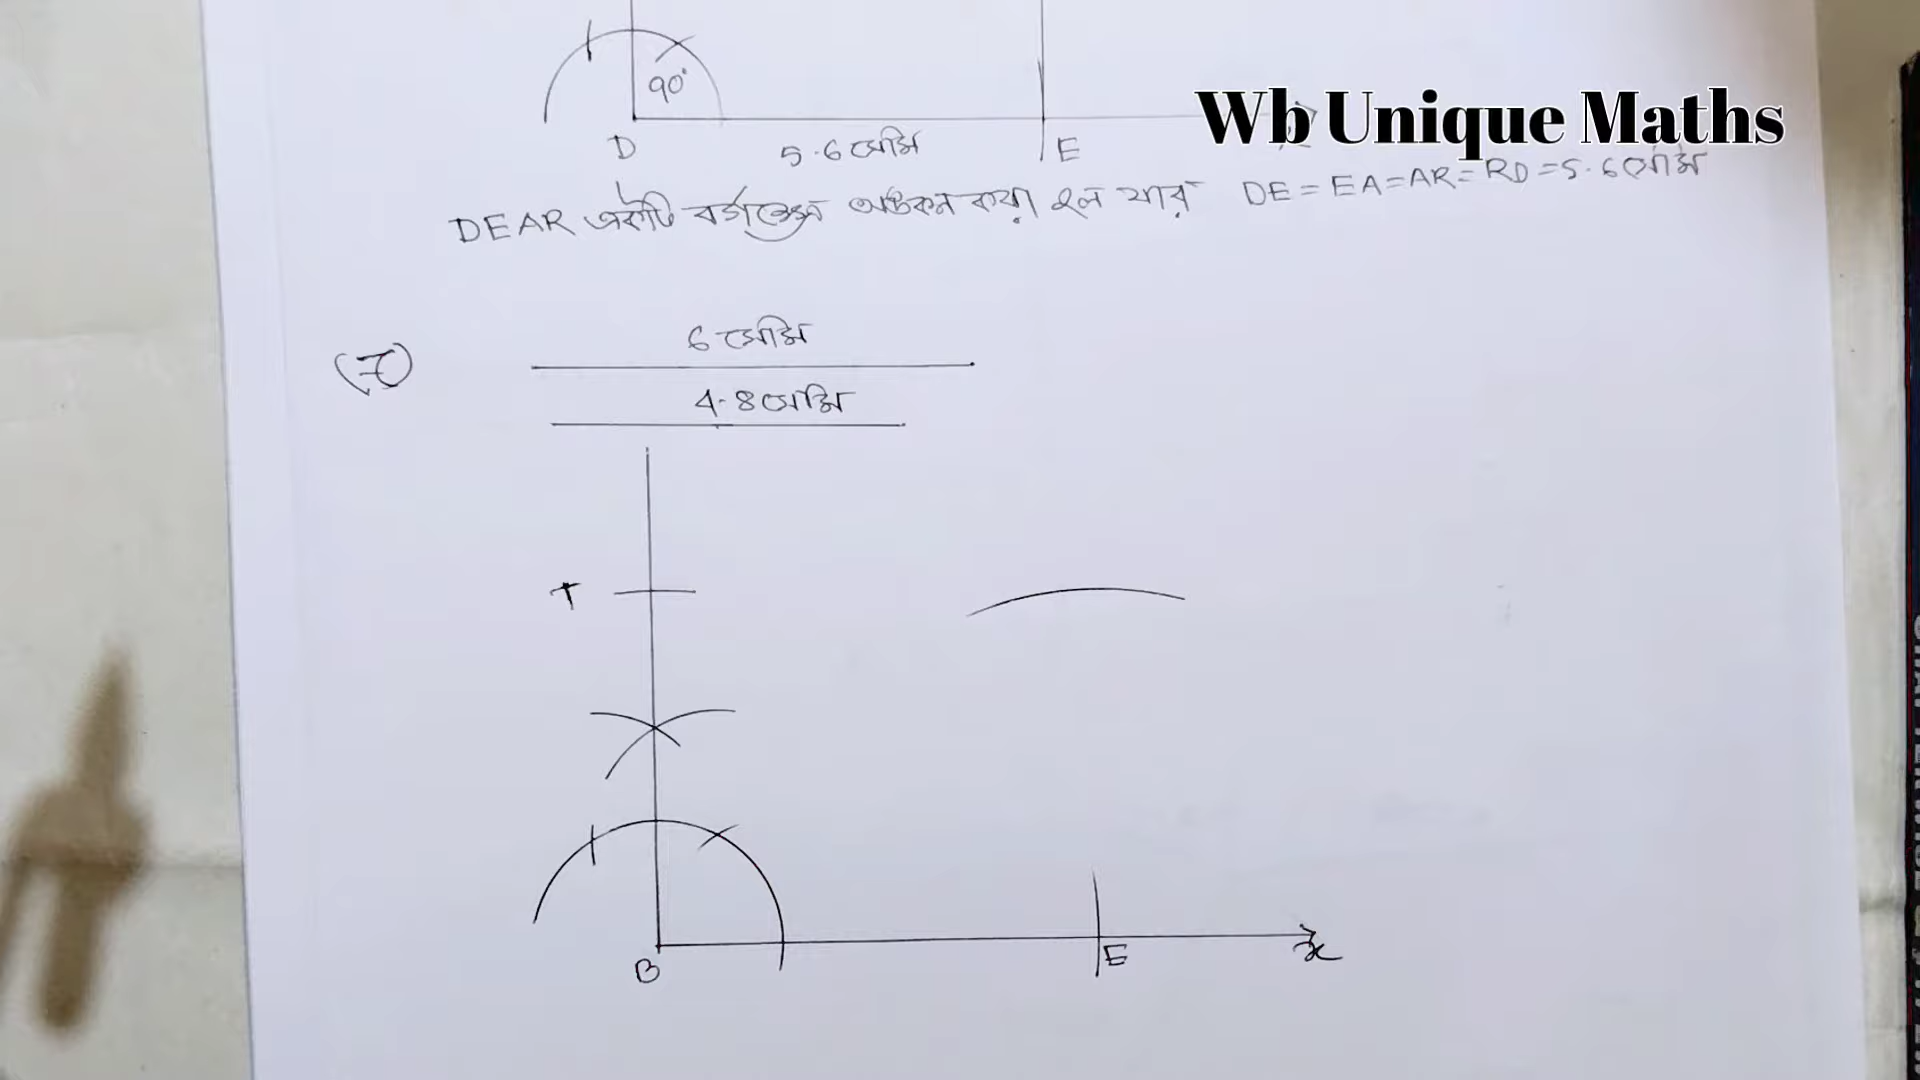 90°
Wb Unique Maths
D 5.6 সেমি E
DEAR একটি বর্গক্ষেত্র অঙ্কন করা হল যার DE = EA = AR = RD = 5.6 সেমি
6 সেমি
4.8 সেমি
T
B E x